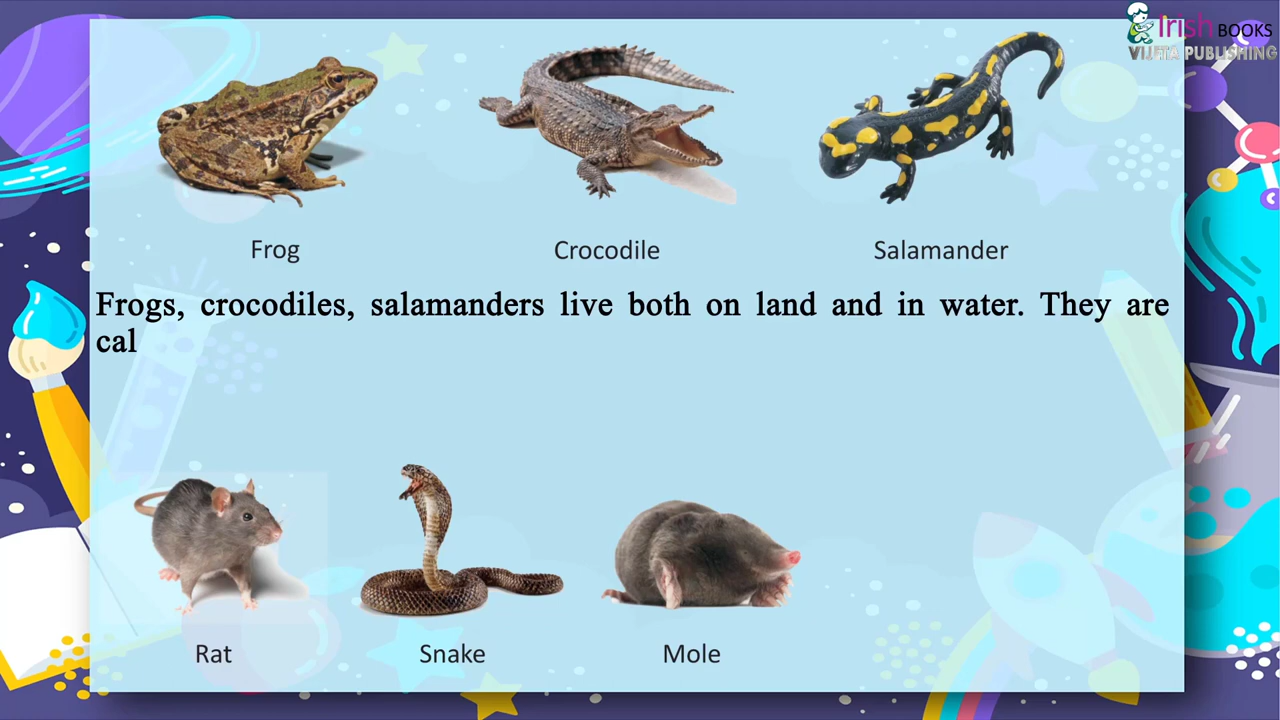 Irish BOOKS
VIJETA PUBLISHING
Frog
Crocodile
Salamander
Frogs, crocodiles, salamanders live both on land and in water. They are
cal
Rat
Snake
Mole